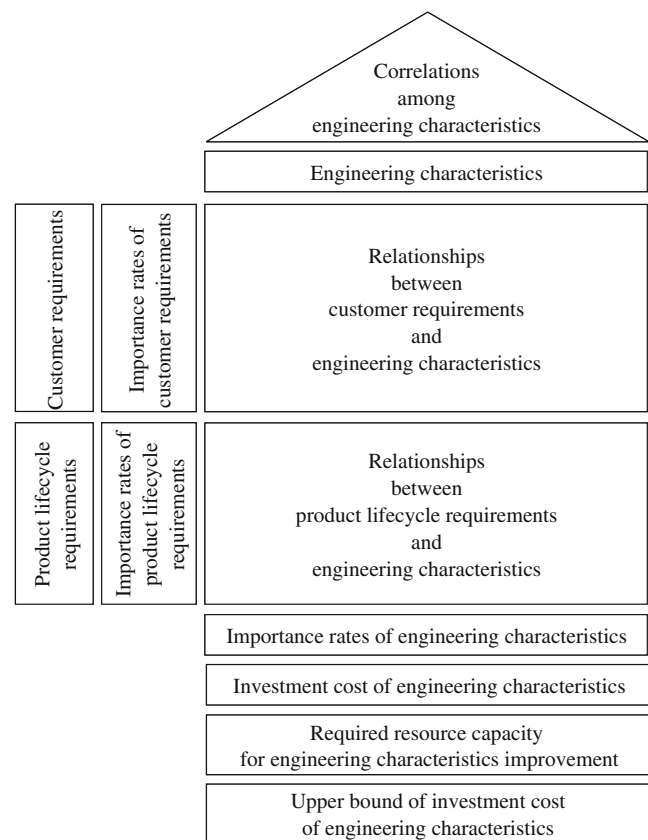 Correlations
among
engineering characteristics
Engineering characteristics
Customer requirements
Importance rates of
customer requirements
Relationships
between
customer requirements
and
engineering characteristics
Product lifecycle
requirements
Importance rates of
product lifecycle
requirements
Relationships
between
product lifecycle requirements
and
engineering characteristics
Importance rates of engineering characteristics
Investment cost of engineering characteristics
Required resource capacity
for engineering characteristics improvement
Upper bound of investment cost
of engineering characteristics